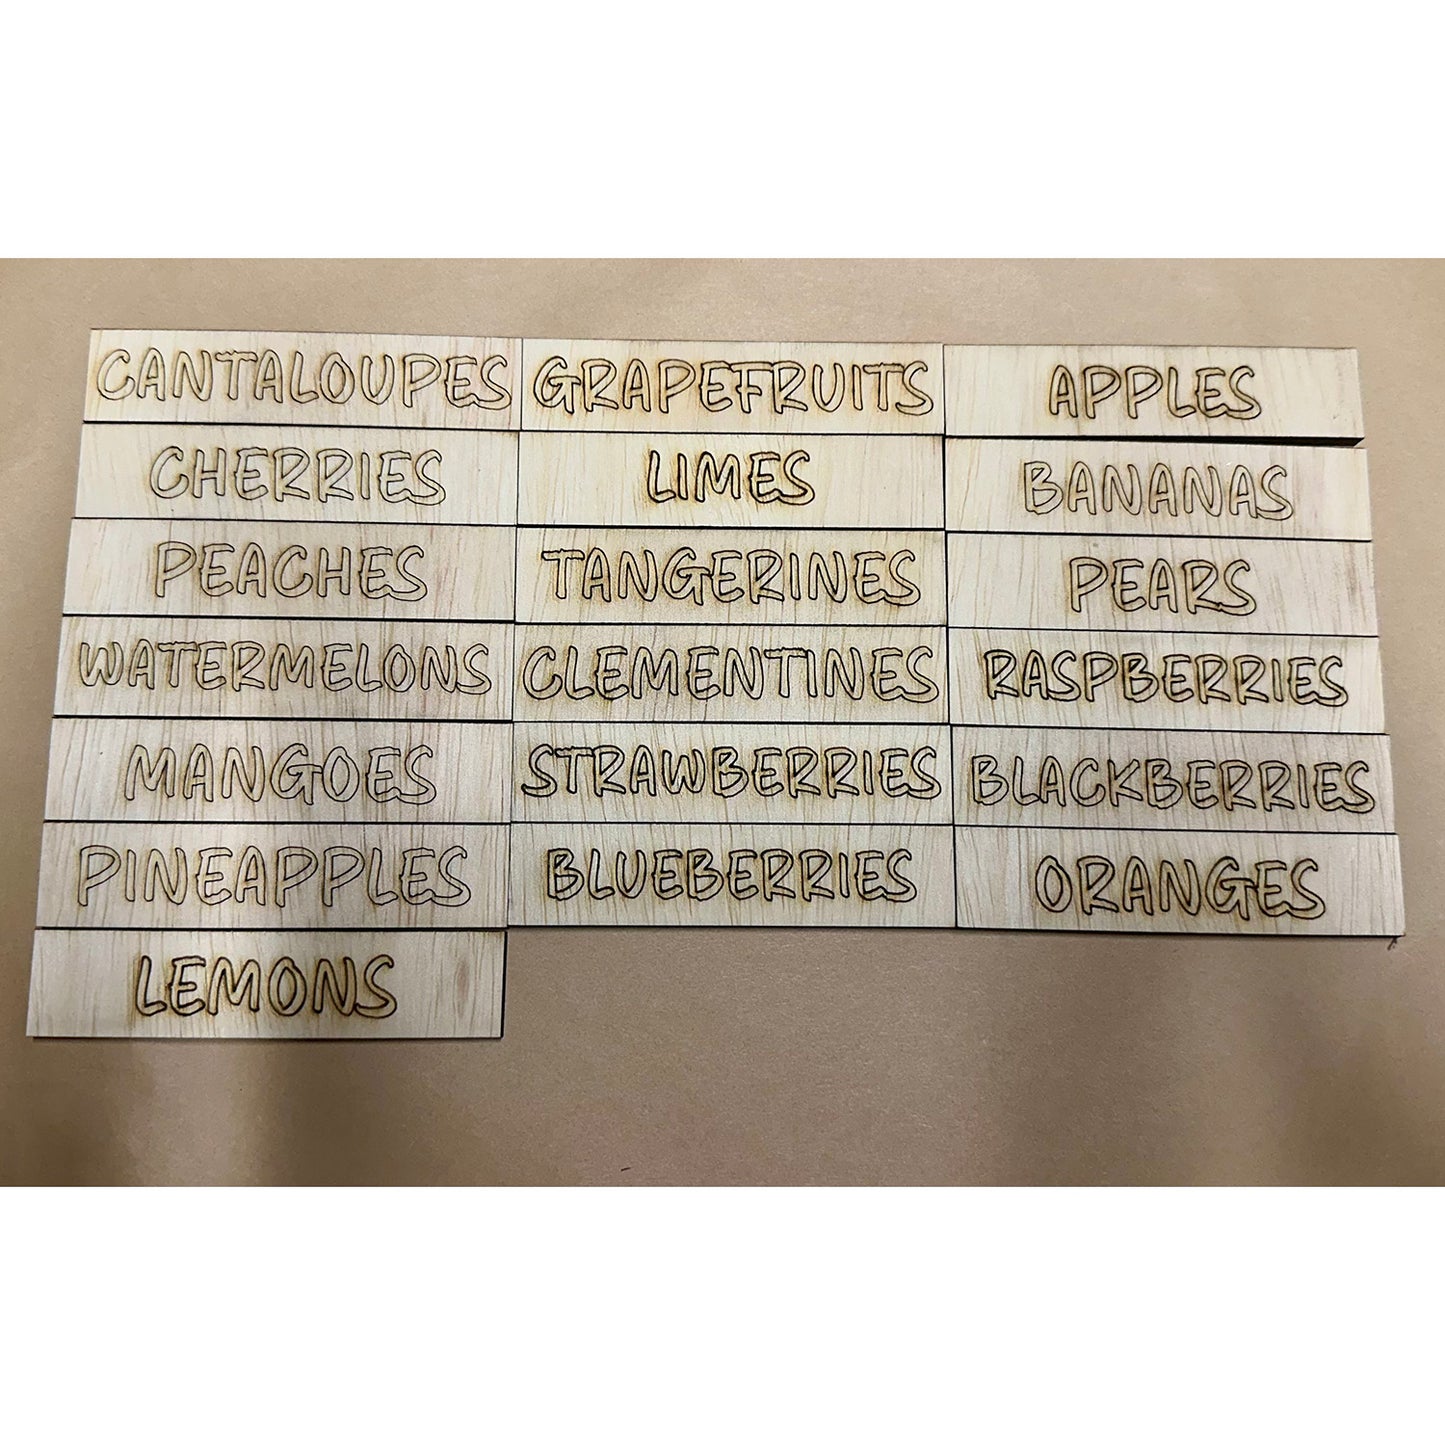 CANTALOUPES
CHERRIES
PEACHES
WATERMELONS
MANGOES
PINEAPPLES
LEMONS
GRAPEFRUITS
LIMES
TANGERINES
CLEMENTINES
STRAWBERRIES
BLUEBERRIES
APPLES
BANANAS
PEARS
RASPBERRIES
BLACKBERRIES
ORANGES